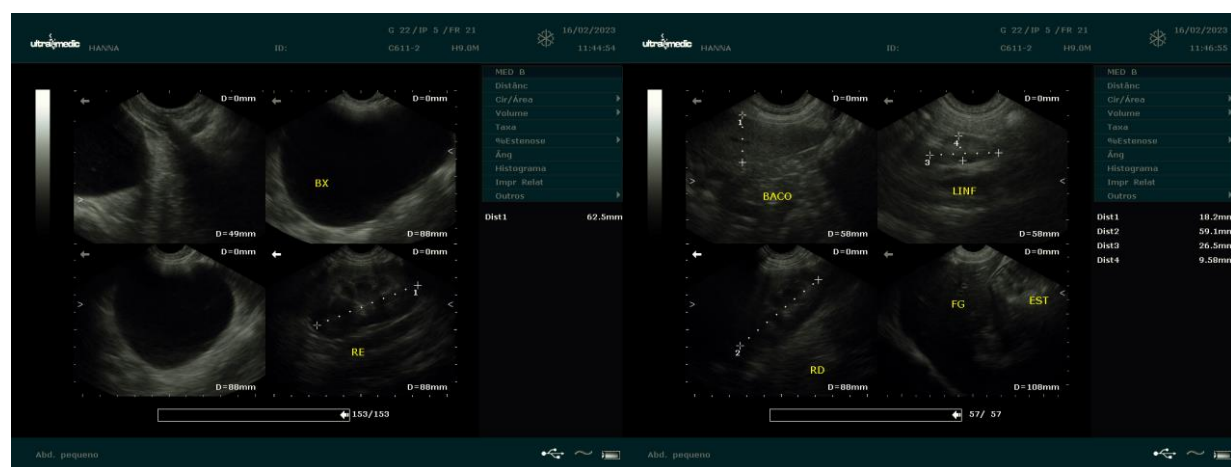 ultramedic HANNA ID: G 22 / IP 5 / FR 21 C611-2 H9.0M 16/02/2023 11:44:54
MED B
Distânc
Cir/Área
Volume
Taxa
%Estenose
Âng
Histograma
Impr Relat
Outros
Dist1 62.5mm
D=0mm D=0mm
BX
D=49mm D=88mm
D=0mm D=0mm
1
RE
D=88mm D=88mm
153/153
Abd. pequeno
ultramedic HANNA ID: G 22 / IP 5 / FR 21 C611-2 H9.0M 16/02/2023 11:46:55
MED B
Distânc
Cir/Área
Volume
Taxa
%Estenose
Âng
Histograma
Impr Relat
Outros
Dist1 18.2mm
Dist2 59.1mm
Dist3 26.5mm
Dist4 9.58mm
D=0mm D=0mm
1 4
3
BACO LINF
D=58mm D=58mm
D=0mm D=0mm
FG EST
2
RD
D=88mm D=108mm
57/ 57
Abd. pequeno